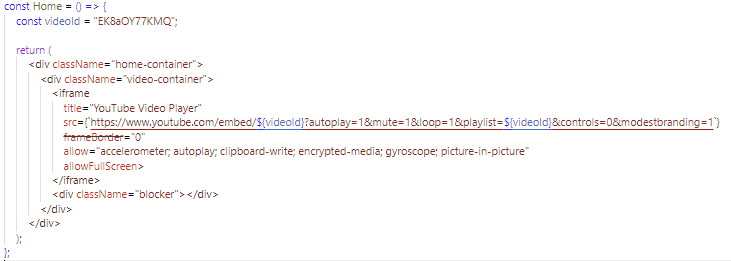 const Home = () => {
const videoId = "EK8aOY77KMQ";
return (
<div className="home-container">
<div className="video-container">
<iframe
title="YouTube Video Player"
src={`https://www.youtube.com/embed/${videoId}?autoplay=1&mute=1&loop=1&playlist=${videoId}&controls=0&modestbranding=1`}
frameBorder="0"
allow="accelerometer; autoplay; clipboard-write; encrypted-media; gyroscope; picture-in-picture"
allowFullScreen>
</iframe>
<div className="blocker"></div>
</div>
</div>
);
};